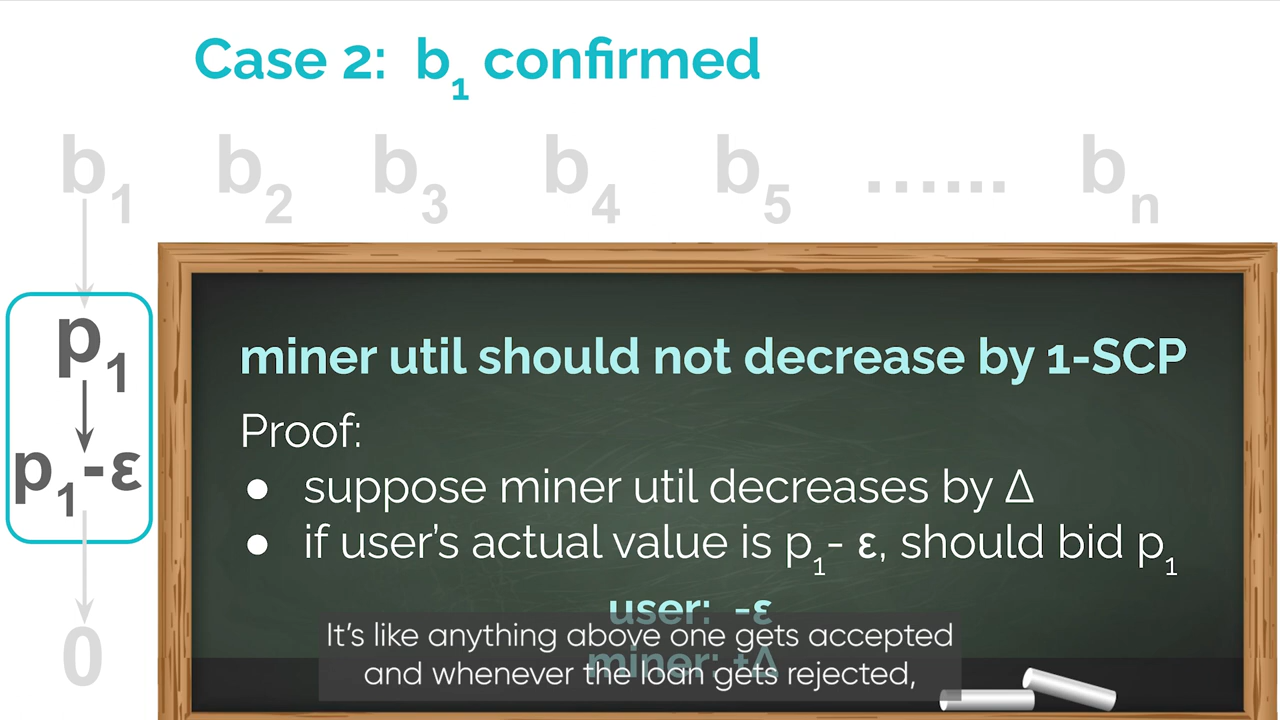 Case 2: b1 confirmed
b1 b2 b3 b4 b5 ...... bn
p1
p1-ε
0
miner util should not decrease by 1-SCP
Proof:
● suppose miner util decreases by Δ
● if user's actual value is p1- ε, should bid p1
user: -ε
miner: +Δ
It's like anything above one gets accepted
and whenever the loan gets rejected,